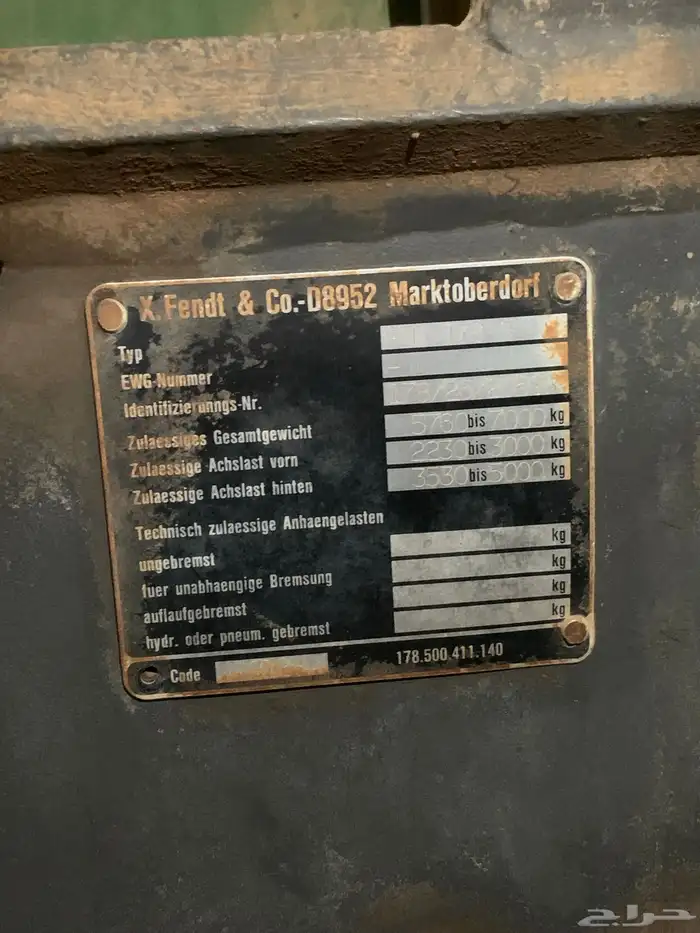 X. Fendt & Co.-D8952 Marktoberdorf
Typ
EWG-Nummer
Identifizierungs-Nr.
Zulaessiges Gesamtgewicht 5730 bis 7000 kg
Zulaessige Achslast vorn 2230 bis 3000 kg
Zulaessige Achslast hinten 3530 bis 5000 kg
Technisch zulaessige Anhaengelasten
ungebremst kg
fuer unabhaengige Bremsung kg
auflaufgebremst kg
hydr. oder pneum. gebremst kg
Code 178.500.411.140
حراج